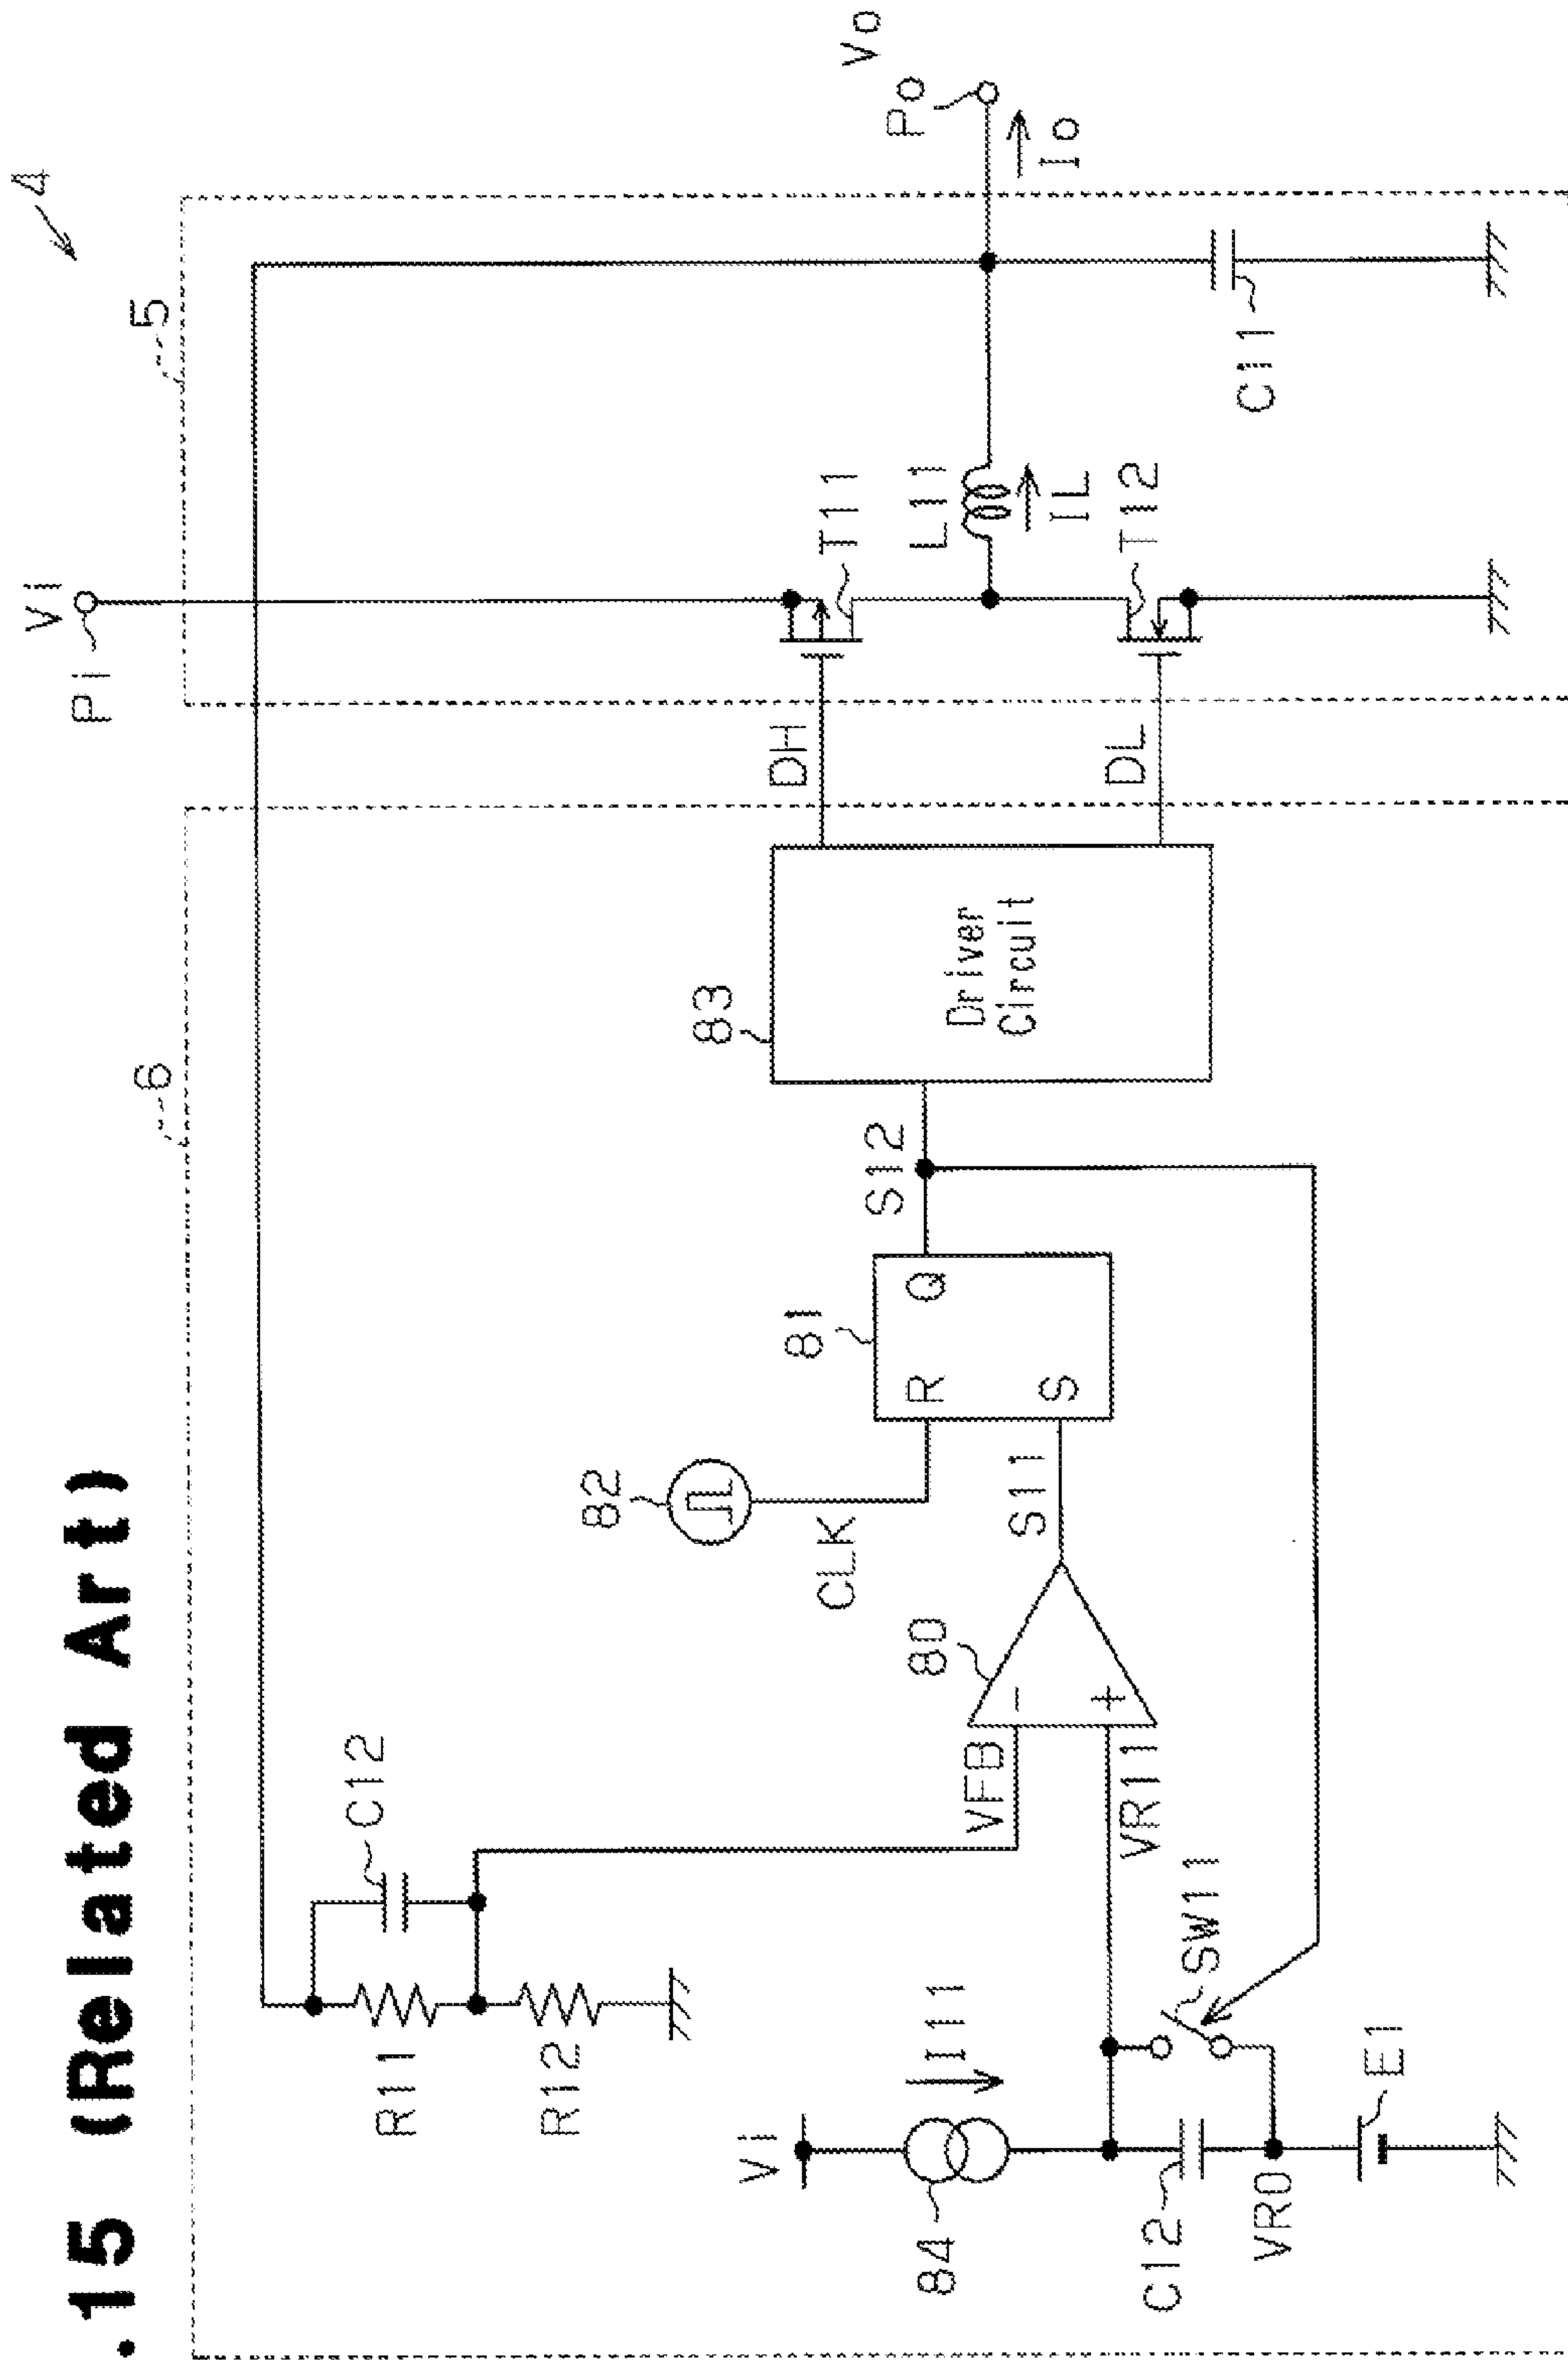 .15 (Related Art)
4
Vi
Pi
5
6
Po
Vo
Io
C12
R11
R12
82
CLK
81
R
Q
S
S12
83
Driver
Circuit
DH
DL
T11
L11
IL
T12
C11
80
-
+
S11
VFB
VR11
Vi
84
I11
SW11
C12
VR0
E1